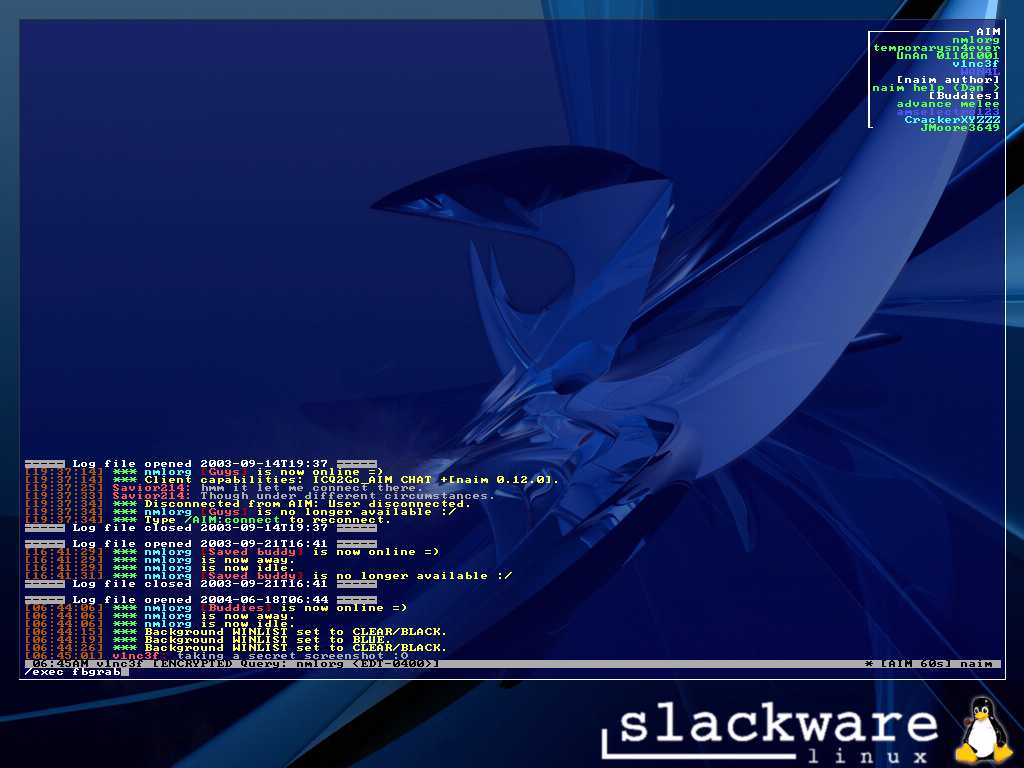 AIM
nmlorg
temporarysn4ever
UnAn 01101001
v1nc3f
WAN4L
[naim author]
naim help (Dan )
[Buddies]
advance melee
amselectro123
CrackerXYZZZ
JMoore3649
----- Log file opened 2003-09-14T19:37 -----
[19:37:14] *** nmlorg [Guys] is now online =)
[19:37:14] *** Client capabilities: ICQ2Go AIM_CHAT +[naim 0.12.0].
[19:37:25] Savior214: hmm it let me connect there.
[19:37:33] Savior214: Though under different circumstances.
[19:37:34] *** Disconnected from AIM: User disconnected.
[19:37:34] *** nmlorg [Guys] is no longer available :/
[19:37:34] *** Type /AIM:connect to reconnect.
----- Log file closed 2003-09-14T19:37 -----
----- Log file opened 2003-09-21T16:41 -----
[16:41:29] *** nmlorg [Saved buddy] is now online =)
[16:41:29] *** nmlorg is now away.
[16:41:29] *** nmlorg is now idle.
[16:41:31] *** nmlorg [Saved buddy] is no longer available :/
----- Log file closed 2003-09-21T16:41 -----
----- Log file opened 2004-06-18T06:44 -----
[06:44:06] *** nmlorg [Buddies] is now online =)
[06:44:06] *** nmlorg is now away.
[06:44:06] *** nmlorg is now idle.
[06:44:15] *** Background WINLIST set to CLEAR/BLACK.
[06:44:19] *** Background WINLIST set to BLUE.
[06:44:26] *** Background WINLIST set to CLEAR/BLACK.
[06:45:01] v1nc3f: taking a secret screenshot :O
06:45AM v1nc3f [ENCRYPTED Query: nmlorg <EDT-0400>] * [AIM 60s] naim
/exec fbgrab
slackware
linux